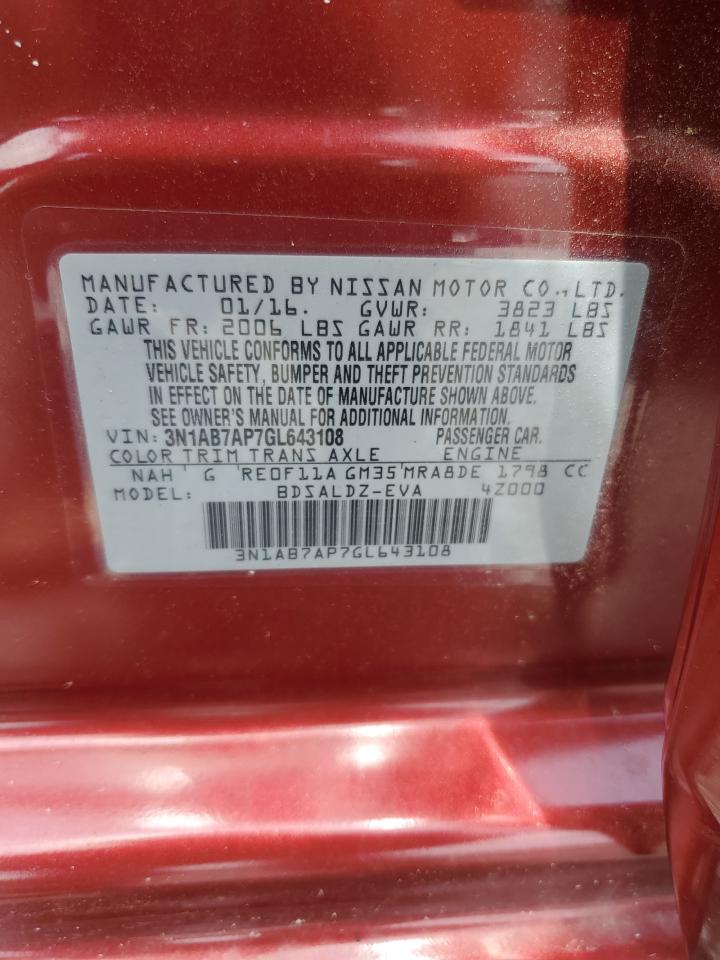 MANUFACTURED BY NISSAN MOTOR CO., LTD.
DATE: 01/16. GVWR: 3823 LBS
GAWR FR: 2006 LBS GAWR RR: 1841 LBS
THIS VEHICLE CONFORMS TO ALL APPLICABLE FEDERAL MOTOR
VEHICLE SAFETY, BUMPER AND THEFT PREVENTION STANDARDS
IN EFFECT ON THE DATE OF MANUFACTURE SHOWN ABOVE.
SEE OWNER'S MANUAL FOR ADDITIONAL INFORMATION.
VIN: 3N1AB7AP7GL643108 PASSENGER CAR.
COLOR TRIM TRANS AXLE ENGINE
NAH G RE0F11A GM35 MRA8DE 1798 CC
MODEL: BDSALDZ-EVA 4Z000
3N1AB7AP7GL643108